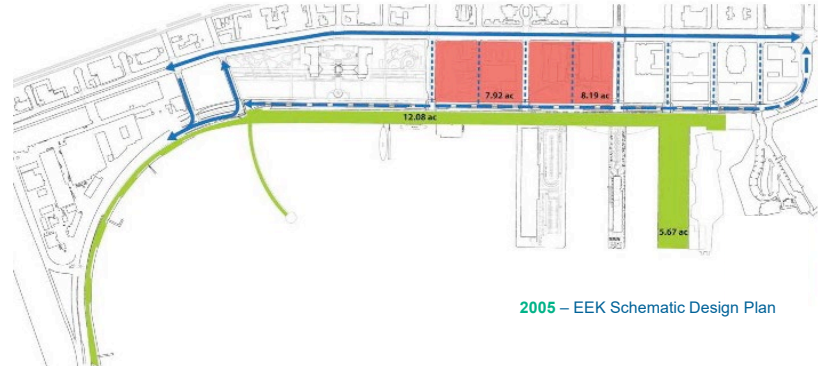 7.92 ac
8.19 ac
12.08 ac
5.67 ac
2005 – EEK Schematic Design Plan